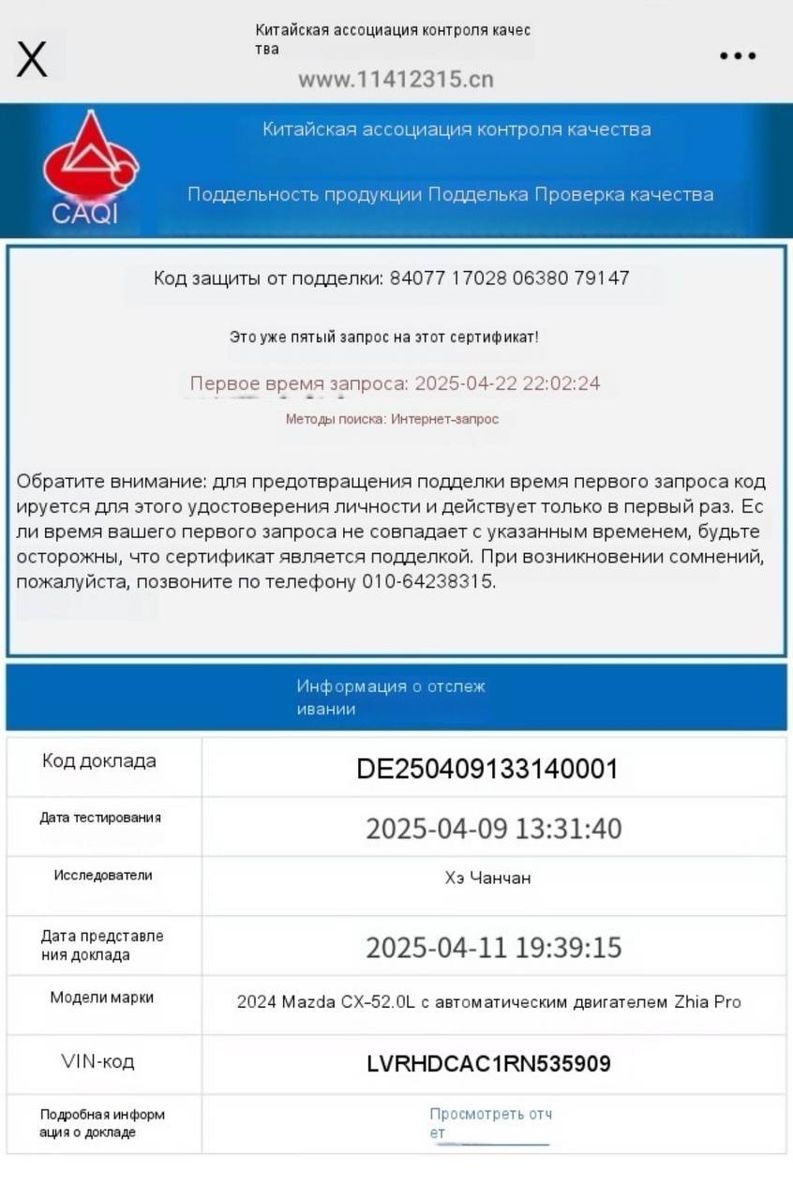 Китайская ассоциация контроля качес
тва
X
•••
www.11412315.cn
Китайская ассоциация контроля качества
CAQI
Поддельность продукции Подделка Проверка качества
Код защиты от подделки: 84077 17028 06380 79147
Это уже пятый запрос на этот сертификат!
Первое время запроса: 2025-04-22 22:02:24
Методы поиска: Интернет-запрос
Обратите внимание: для предотвращения подделки время первого запроса код
ируется для этого удостоверения личности и действует только в первый раз. Ес
ли время вашего первого запроса не совпадает с указанным временем, будьте
осторожны, что сертификат является подделкой. При возникновении сомнений,
пожалуйста, позвоните по телефону 010-64238315.
Информация о отслеж
ивании
Код доклада
DE250409133140001
Дата тестирования
2025-04-09 13:31:40
Исследователи
Хэ Чанчан
Дата представле
ния доклада
2025-04-11 19:39:15
Модели марки
2024 Mazda CX-52.0L с автоматическим двигателем Zhia Pro
VIN-код
LVRHDCAC1RN535909
Подробная информ
ация о докладе
Просмотреть отч
ет